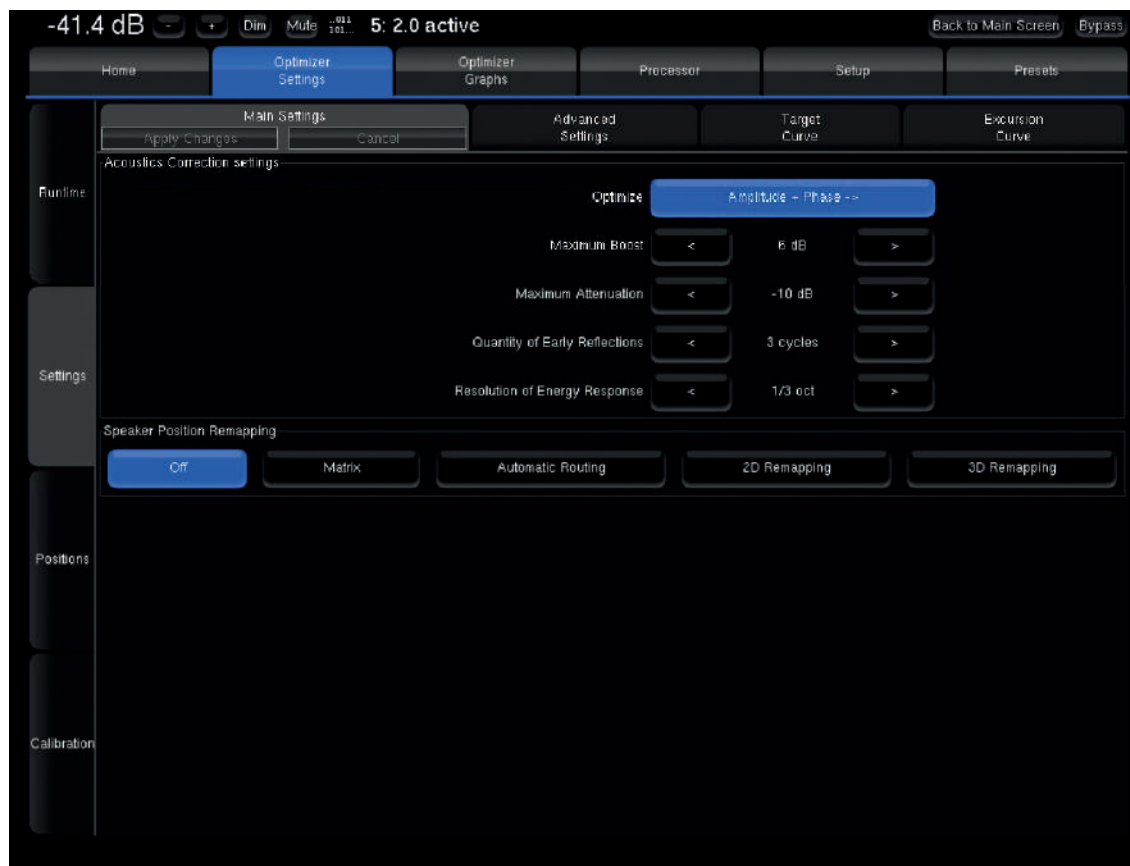 -41.4 dB - + Dim Mute ..011 101... 5: 2.0 active Back to Main Screen Bypass
Home Optimizer Settings Optimizer Graphs Processor Setup Presets
Main Settings Advanced Settings Target Curve Excursion Curve
Apply Changes Cancel
Acoustics Correction settings
Runtime
Optimize Amplitude + Phase ->
Maximum Boost < 6 dB >
Maximum Attenuation < -10 dB >
Quantity of Early Reflections < 3 cycles >
Settings
Resolution of Energy Response < 1/3 oct >
Speaker Position Remapping
Off Matrix Automatic Routing 2D Remapping 3D Remapping
Positions
Calibration